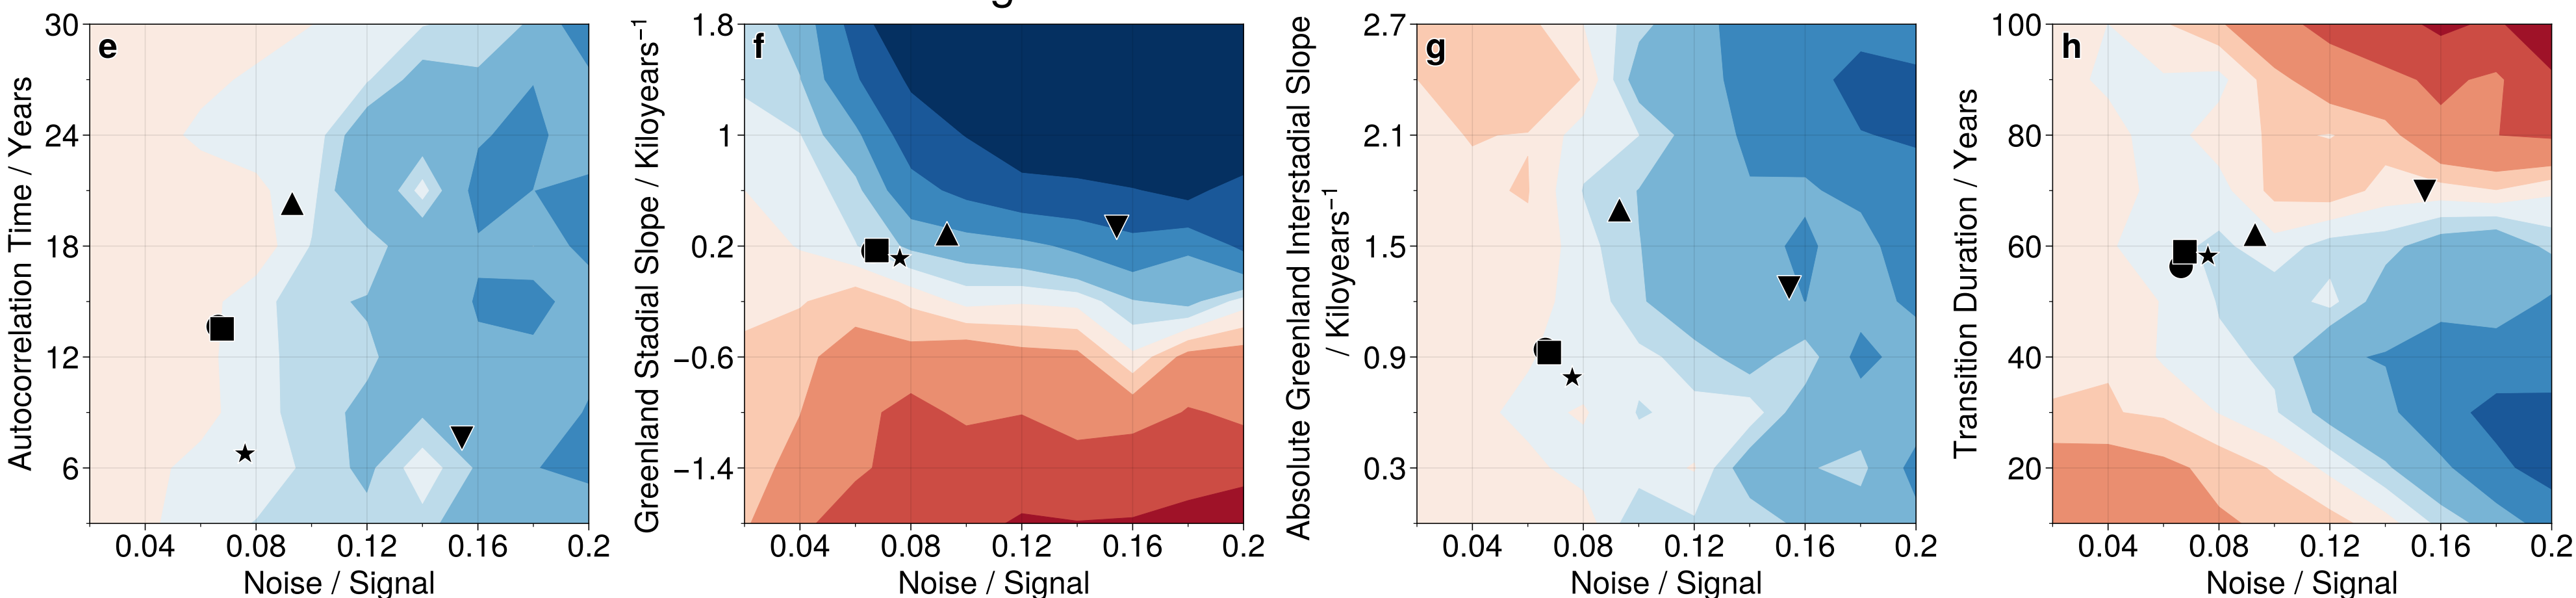 e
30
24
18
12
6
0.04 0.08 0.12 0.16 0.2
Noise / Signal
Autocorrelation Time / Years
f
1.8
1
0.2
−0.6
−1.4
0.04 0.08 0.12 0.16 0.2
Noise / Signal
Greenland Stadial Slope / Kiloyears⁻¹
g
2.7
2.1
1.5
0.9
0.3
0.04 0.08 0.12 0.16 0.2
Noise / Signal
Absolute Greenland Interstadial Slope
/ Kiloyears⁻¹
h
100
80
60
40
20
0.04 0.08 0.12 0.16 0.2
Noise / Signal
Transition Duration / Years